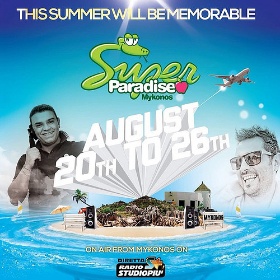 THIS SUMMER WILL BE MEMORABLE
Super
Paradise
Mykonos
AUGUST
20TH TO 26TH
MYKONOS
ON AIR FROM MYKONOS ON
DIRETTA
RADIO
STUDIOPIU'